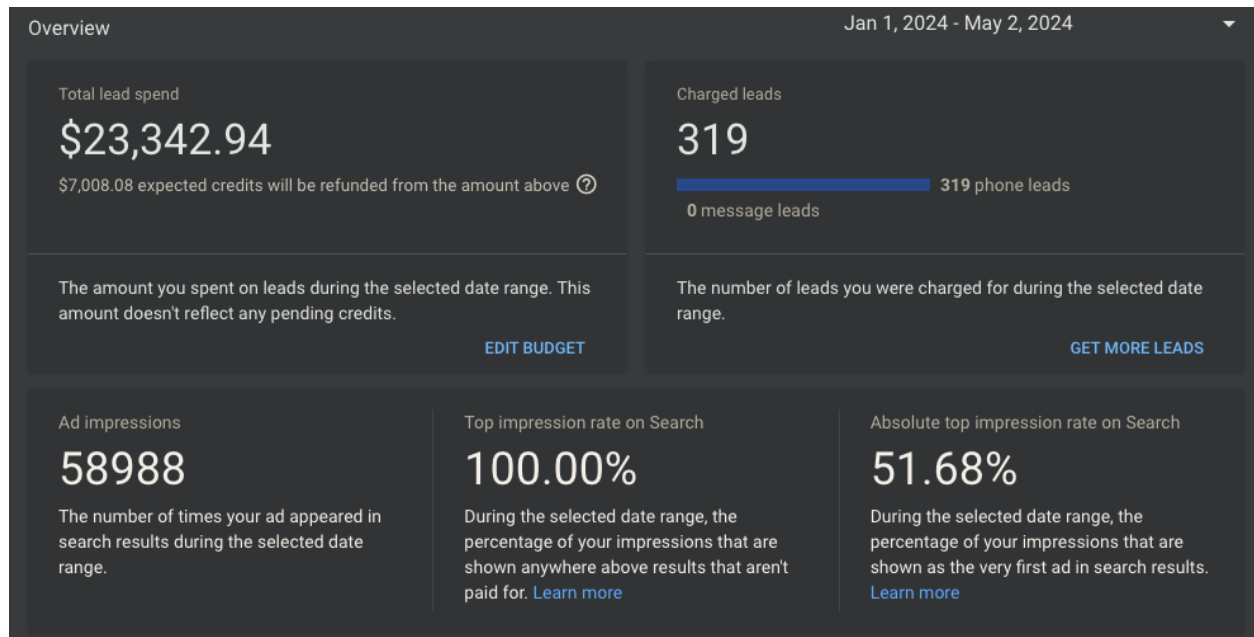 Overview
Jan 1, 2024 - May 2, 2024
Total lead spend
$23,342.94
$7,008.08 expected credits will be refunded from the amount above
The amount you spent on leads during the selected date range. This
amount doesn't reflect any pending credits.
EDIT BUDGET
Charged leads
319
319 phone leads
0 message leads
The number of leads you were charged for during the selected date
range.
GET MORE LEADS
Ad impressions
58988
The number of times your ad appeared in
search results during the selected date
range.
Top impression rate on Search
100.00%
During the selected date range, the
percentage of your impressions that are
shown anywhere above results that aren't
paid for. Learn more
Absolute top impression rate on Search
51.68%
During the selected date range, the
percentage of your impressions that are
shown as the very first ad in search results.
Learn more